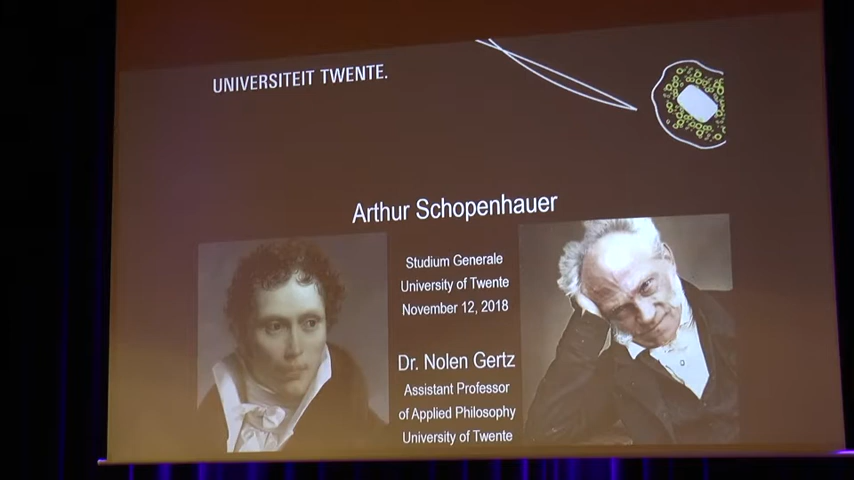 UNIVERSITEIT TWENTE.
Arthur Schopenhauer
Studium Generale
University of Twente
November 12, 2018
Dr. Nolen Gertz
Assistant Professor
of Applied Philosophy
University of Twente